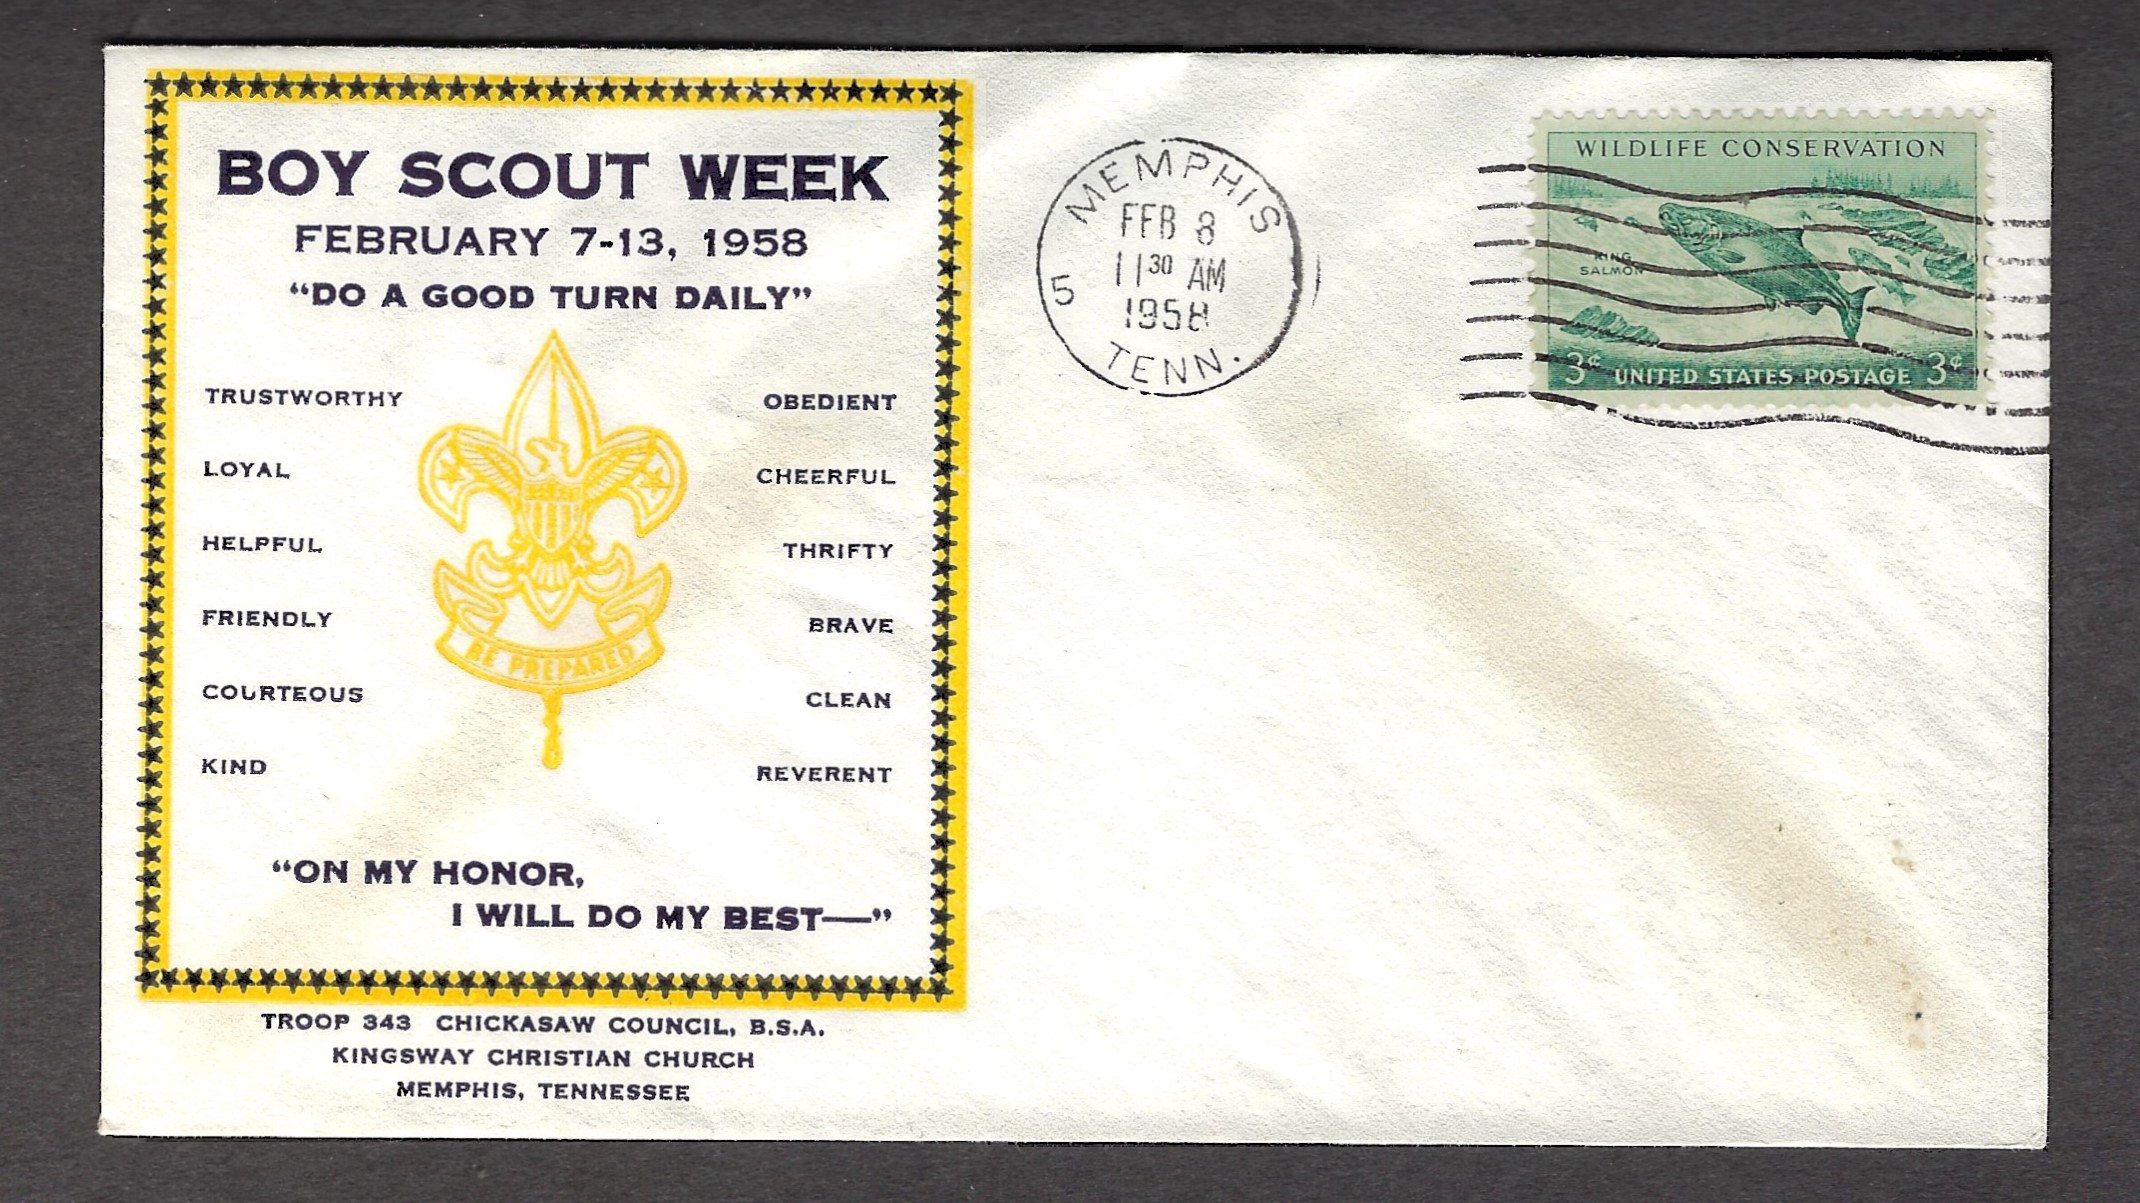 BOY SCOUT WEEK
FEBRUARY 7-13, 1958
"DO A GOOD TURN DAILY"
TRUSTWORTHY
LOYAL
HELPFUL
FRIENDLY
COURTEOUS
KIND
OBEDIENT
CHEERFUL
THRIFTY
BRAVE
CLEAN
REVERENT
BE PREPARED
"ON MY HONOR,
I WILL DO MY BEST—"
TROOP 343 CHICKASAW COUNCIL, B.S.A.
KINGSWAY CHRISTIAN CHURCH
MEMPHIS, TENNESSEE
MEMPHIS
FEB 8
11 30 AM
1958
5
TENN.
WILDLIFE CONSERVATION
KING
SALMON
3¢ UNITED STATES POSTAGE 3¢